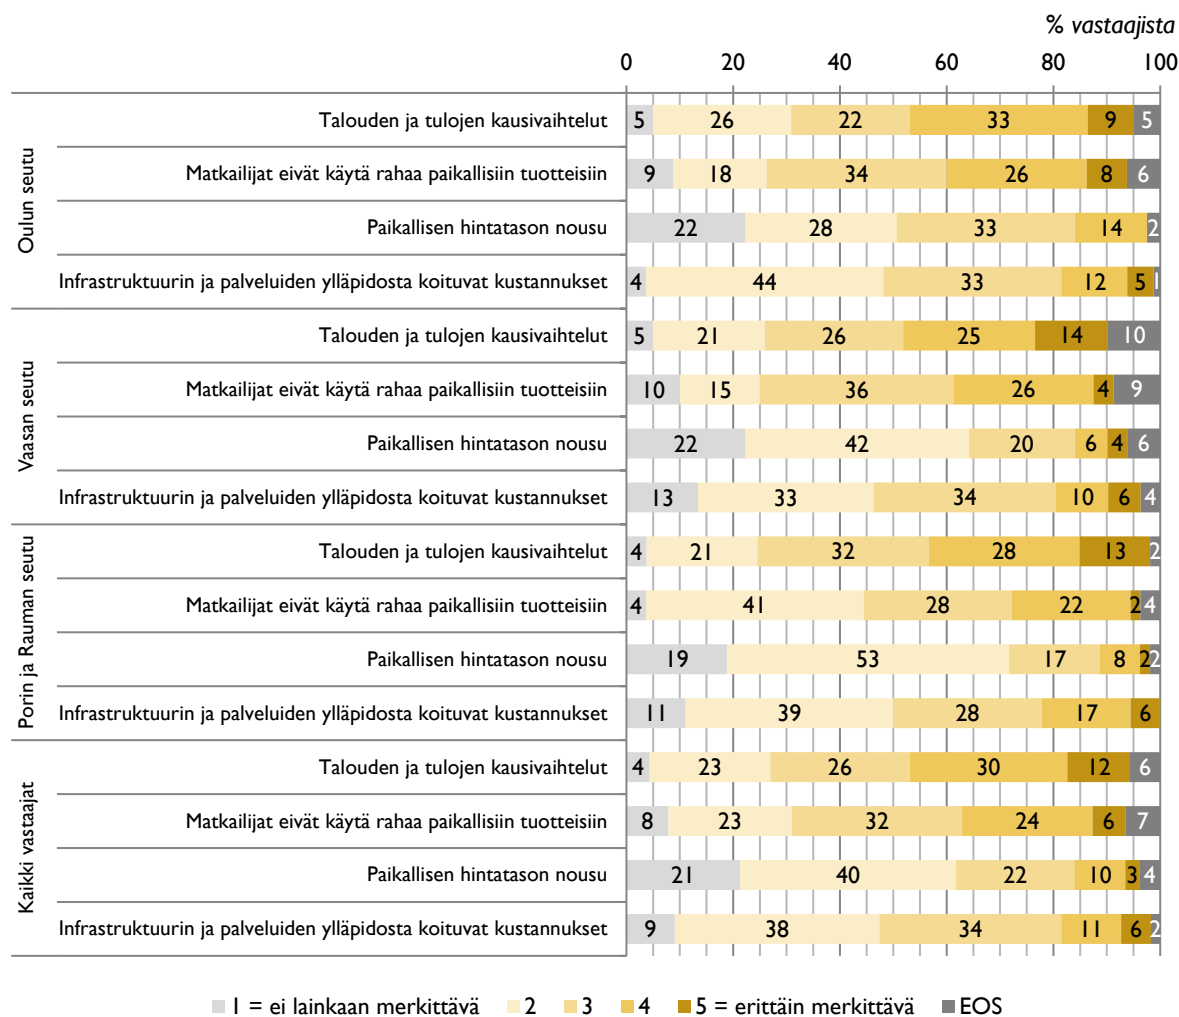 % vastaajista
0 20 40 60 80 100
Oulun seutu
Talouden ja tulojen kausivaihtelut 5 26 22 33 9 5
Matkailijat eivät käytä rahaa paikallisiin tuotteisiin 9 18 34 26 8 6
Paikallisen hintatason nousu 22 28 33 14 2
Infrastruktuurin ja palveluiden ylläpidosta koituvat kustannukset 4 44 33 12 5 1
Vaasan seutu
Talouden ja tulojen kausivaihtelut 5 21 26 25 14 10
Matkailijat eivät käytä rahaa paikallisiin tuotteisiin 10 15 36 26 4 9
Paikallisen hintatason nousu 22 42 20 6 4 6
Infrastruktuurin ja palveluiden ylläpidosta koituvat kustannukset 13 33 34 10 6 4
Porin ja Rauman seutu
Talouden ja tulojen kausivaihtelut 4 21 32 28 13 2
Matkailijat eivät käytä rahaa paikallisiin tuotteisiin 4 41 28 22 2 4
Paikallisen hintatason nousu 19 53 17 8 2 2
Infrastruktuurin ja palveluiden ylläpidosta koituvat kustannukset 11 39 28 17 6
Kaikki vastaajat
Talouden ja tulojen kausivaihtelut 4 23 26 30 12 6
Matkailijat eivät käytä rahaa paikallisiin tuotteisiin 8 23 32 24 6 7
Paikallisen hintatason nousu 21 40 22 10 3 4
Infrastruktuurin ja palveluiden ylläpidosta koituvat kustannukset 9 38 34 11 6 2
1 = ei lainkaan merkittävä 2 3 4 5 = erittäin merkittävä EOS